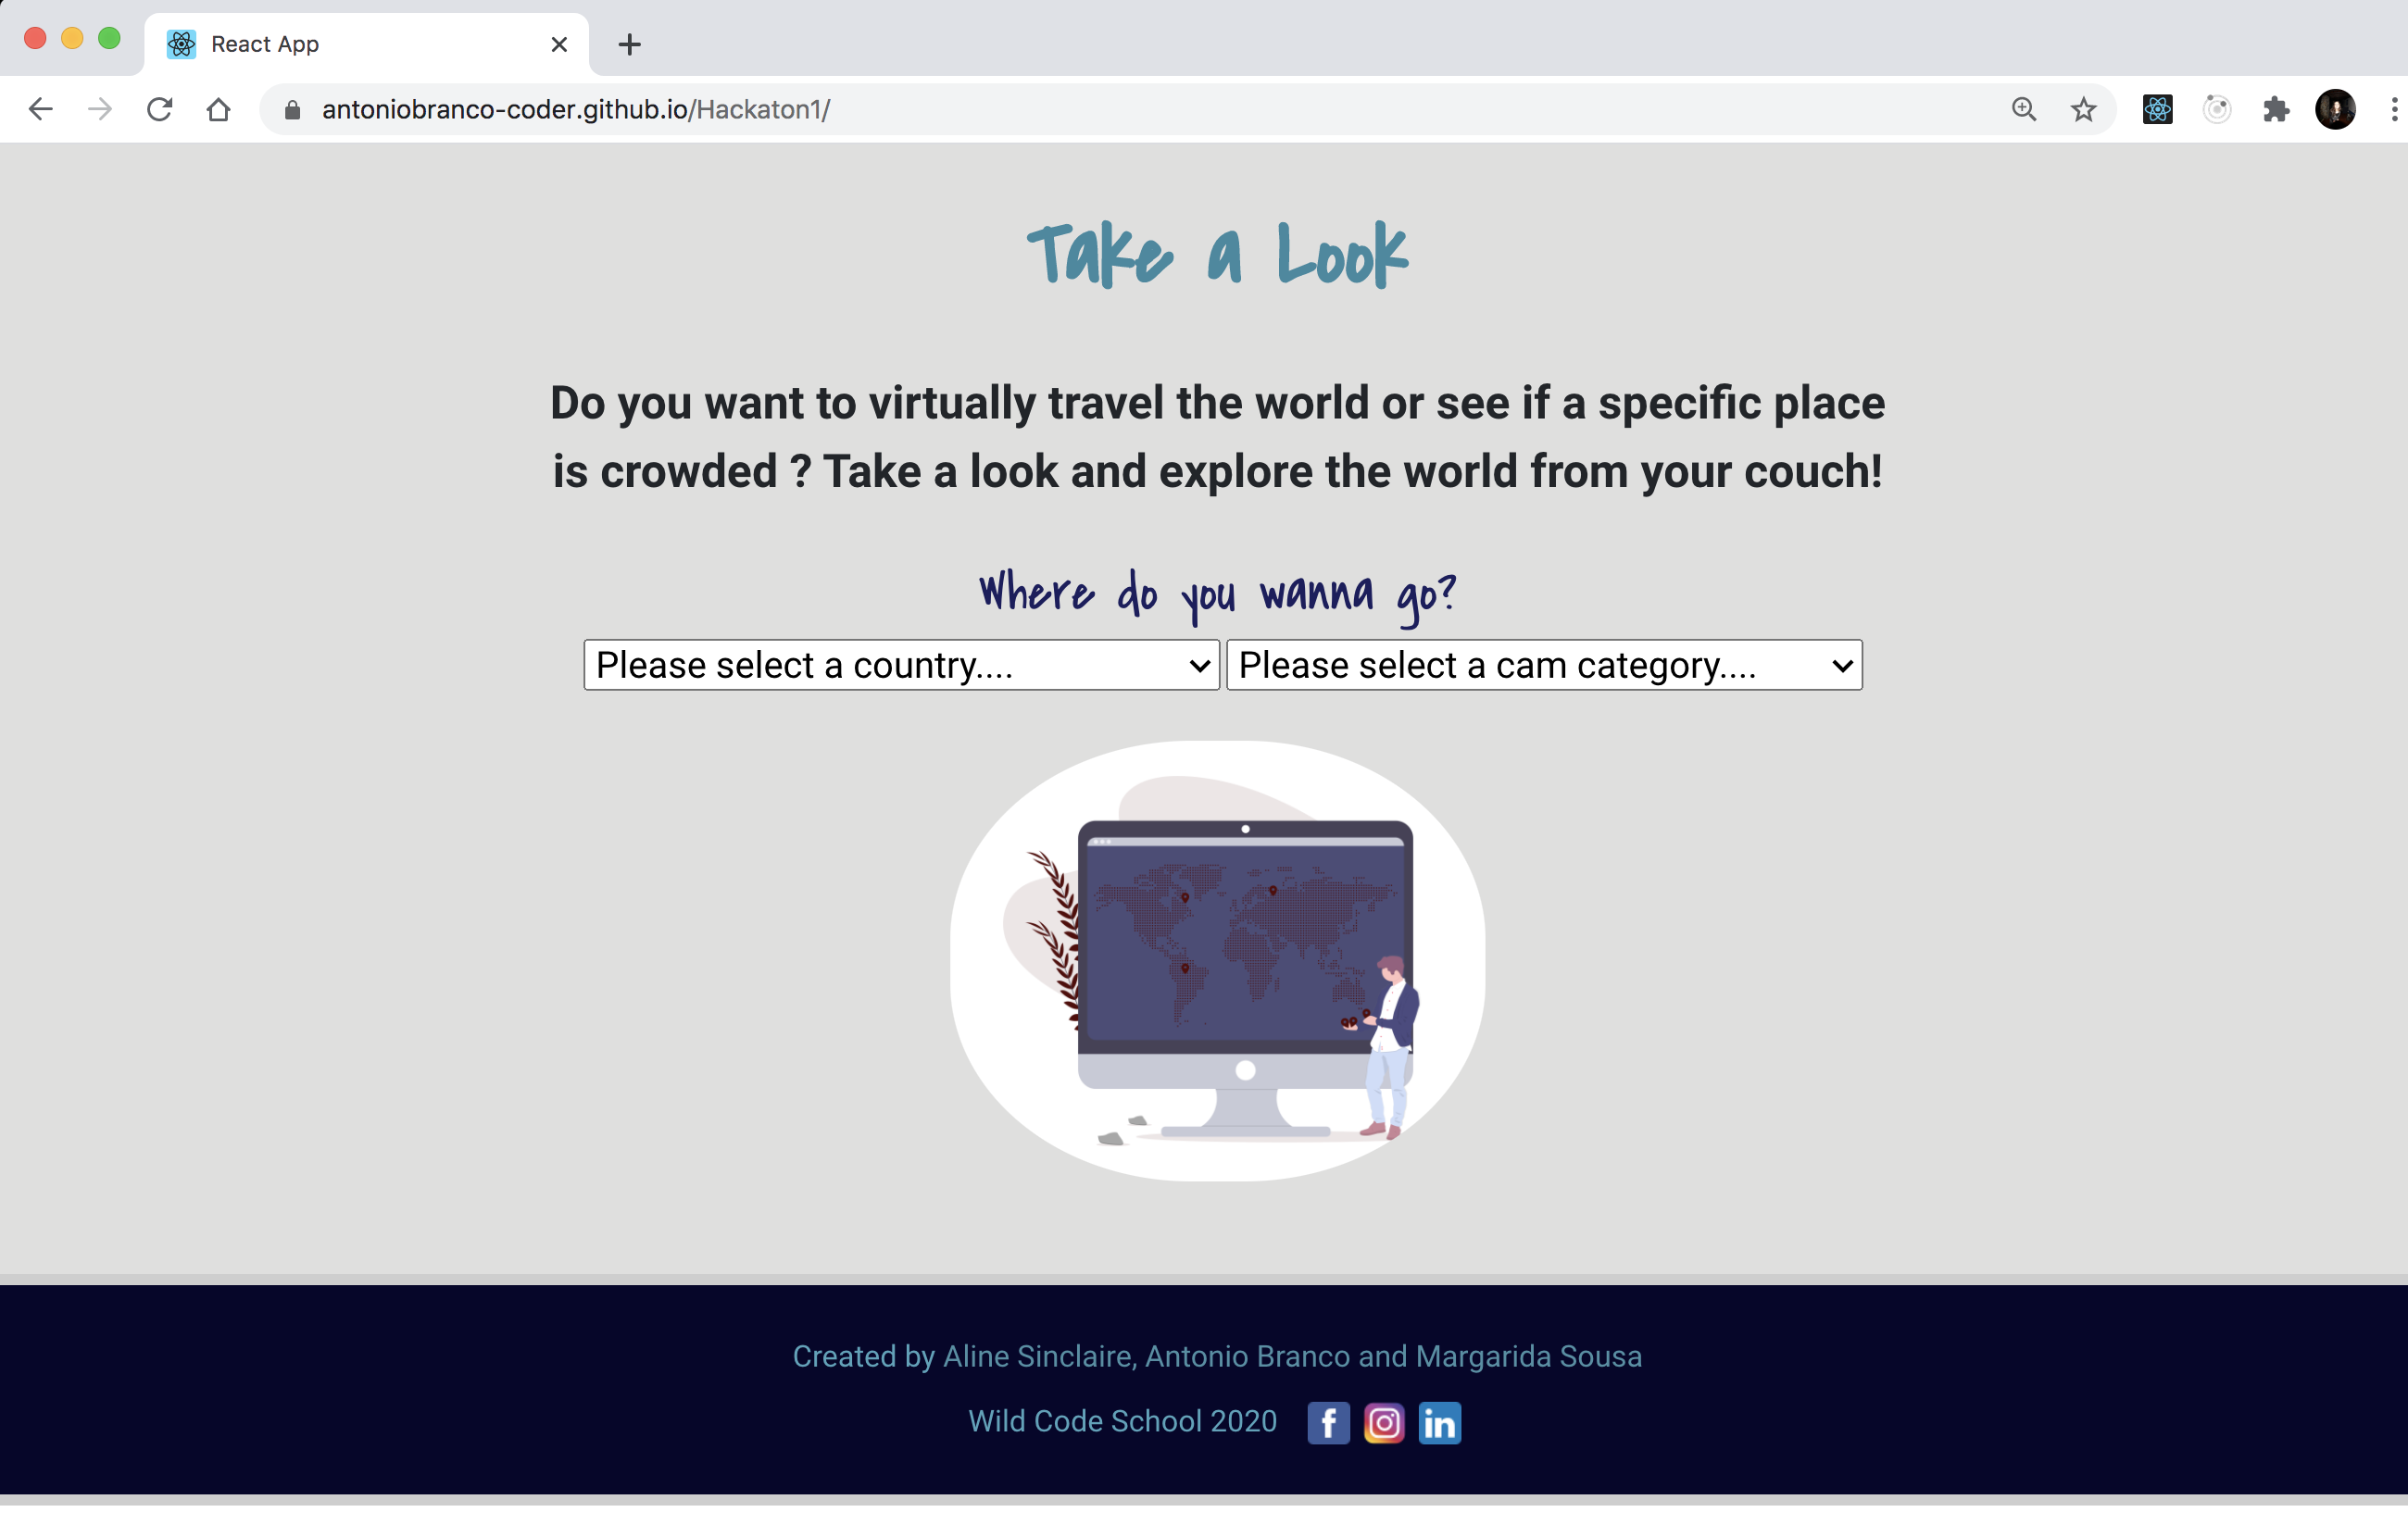 React App
antoniobranco-coder.github.io/Hackaton1/
Take a Look
Do you want to virtually travel the world or see if a specific place
is crowded ? Take a look and explore the world from your couch!
Where do you wanna go?
Please select a country.... Please select a cam category....
Created by Aline Sinclaire, Antonio Branco and Margarida Sousa
Wild Code School 2020 f in